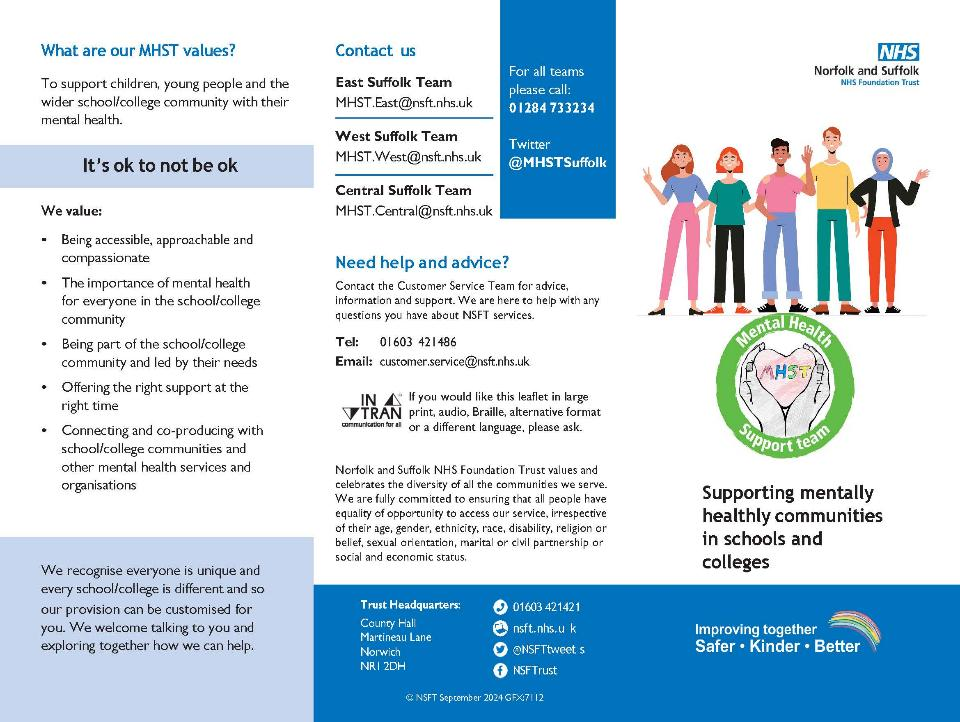 What are our MHST values?
To support children, young people and the
wider school/college community with their
mental health.
It's ok to not be ok
We value:
• Being accessible, approachable and
compassionate
• The importance of mental health
for everyone in the school/college
community
• Being part of the school/college
community and led by their needs
• Offering the right support at the
right time
• Connecting and co-producing with
school/college communities and
other mental health services and
organisations
We recognise everyone is unique and
every school/college is different and so
our provision can be customised for
you. We welcome talking to you and
exploring together how we can help.
Contact us
East Suffolk Team
MHST.East@nsft.nhs.uk
West Suffolk Team
MHST.West@nsft.nhs.uk
Central Suffolk Team
MHST.Central@nsft.nhs.uk
For all teams
please call:
01284 733234
Twitter
@MHSTSuffolk
Need help and advice?
Contact the Customer Service Team for advice,
information and support. We are here to help with any
questions you have about NSFT services.
Tel: 01603 421486
Email: customer.service@nsft.nhs.uk
IN
TRAN
communication for all
If you would like this leaflet in large
print, audio, Braille, alternative format
or a different language, please ask.
Norfolk and Suffolk NHS Foundation Trust values and
celebrates the diversity of all the communities we serve.
We are fully committed to ensuring that all people have
equality of opportunity to access our service, irrespective
of their age, gender, ethnicity, race, disability, religion or
belief, sexual orientation, marital or civil partnership or
social and economic status.
Trust Headquarters:
County Hall
Martineau Lane
Norwich
NR1 2DH
01603 421421
nsft.nhs.u k
@NSFTtweet s
NSFTrust
© NSFT September 2024 GFX:7112
NHS
Norfolk and Suffolk
NHS Foundation Trust
Mental Health
MHST
Support team
Supporting mentally
healthly communities
in schools and
colleges
Improving together
Safer • Kinder • Better